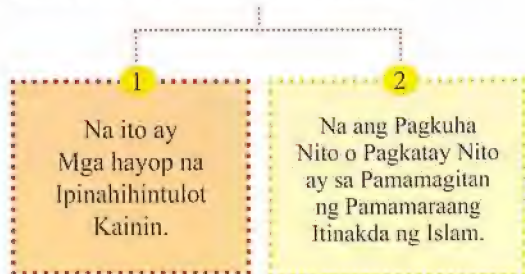 1
Na ito ay
Mga hayop na
Ipinahihintulot
Kainin.
2
Na ang Pagkuha
Nito o Pagkatay Nito
ay sa Pamamagitan
ng Pamamaraang
Itinakda ng Islam.